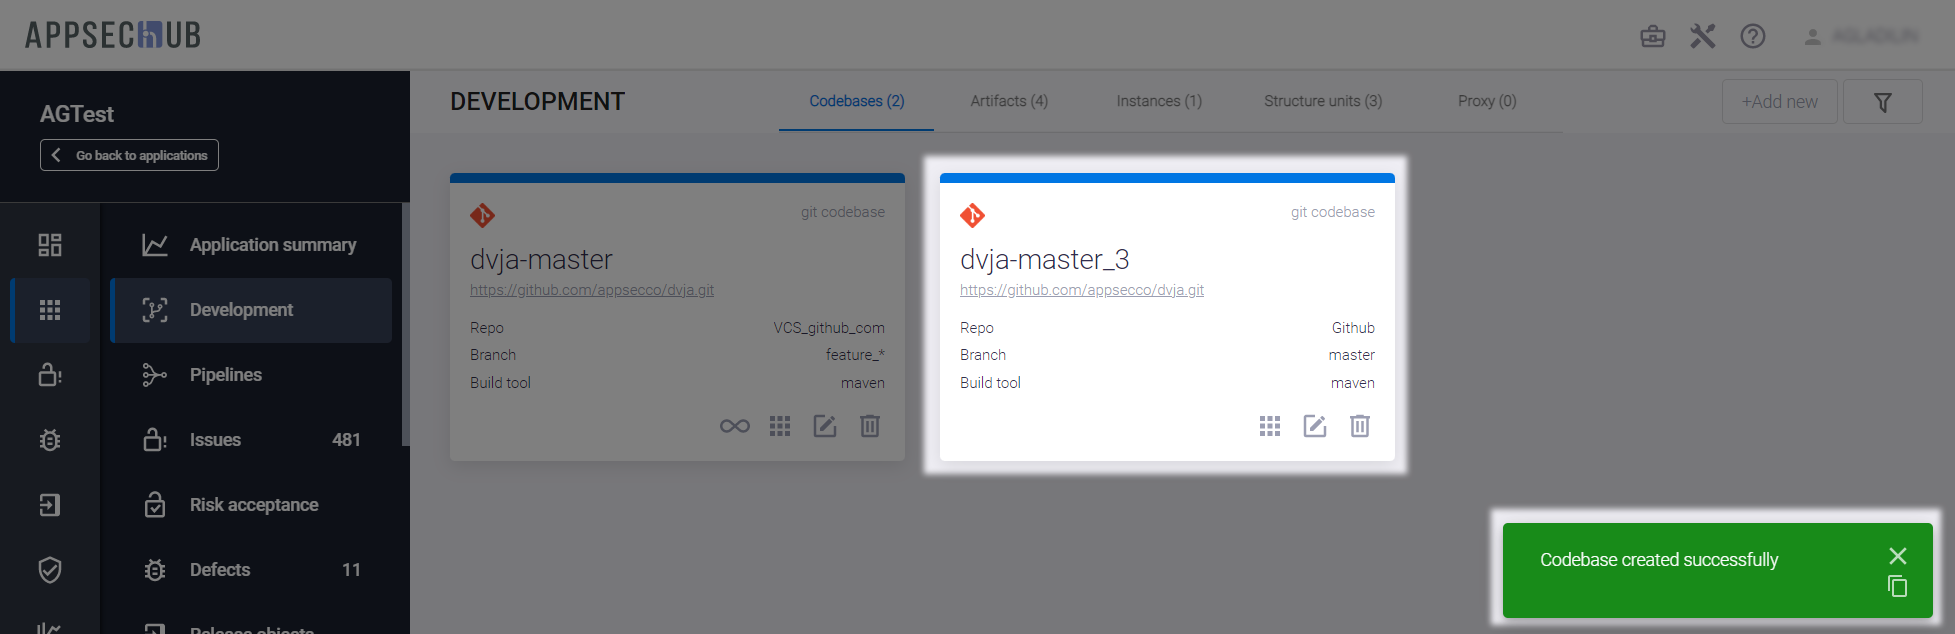 APPSECHUB
AGTest
Go back to applications
Application summary
Development
Pipelines
Issues 481
Risk acceptance
Defects 11
DEVELOPMENT
Codebases (2)
Artifacts (4)
Instances (1)
Structure units (3)
Proxy (0)
+Add new
git codebase
dvja-master
https://github.com/appsecco/dvja.git
Repo VCS_github_com
Branch feature_*
Build tool maven
git codebase
dvja-master_3
https://github.com/appsecco/dvja.git
Repo Github
Branch master
Build tool maven
Codebase created successfully